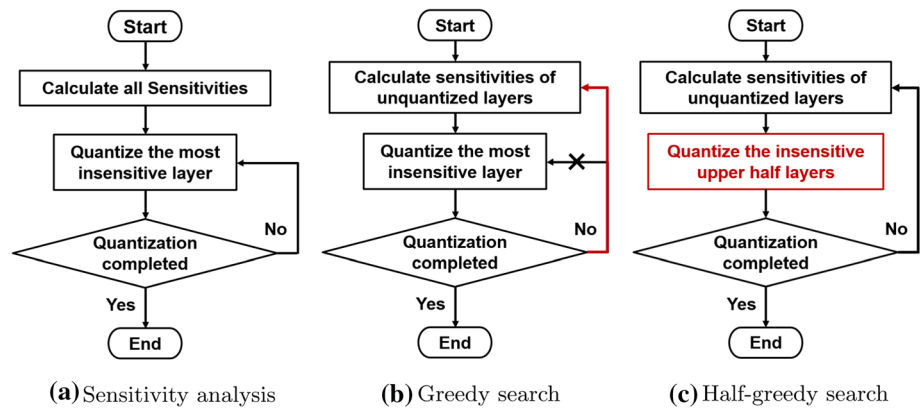 Start
Calculate all Sensitivities
Quantize the most
insensitive layer
Quantization
completed
No
Yes
End
(a) Sensitivity analysis
Start
Calculate sensitivities of
unquantized layers
Quantize the most
insensitive layer
Quantization
completed
No
Yes
End
(b) Greedy search
Start
Calculate sensitivities of
unquantized layers
Quantize the insensitive
upper half layers
Quantization
completed
No
Yes
End
(c) Half-greedy search